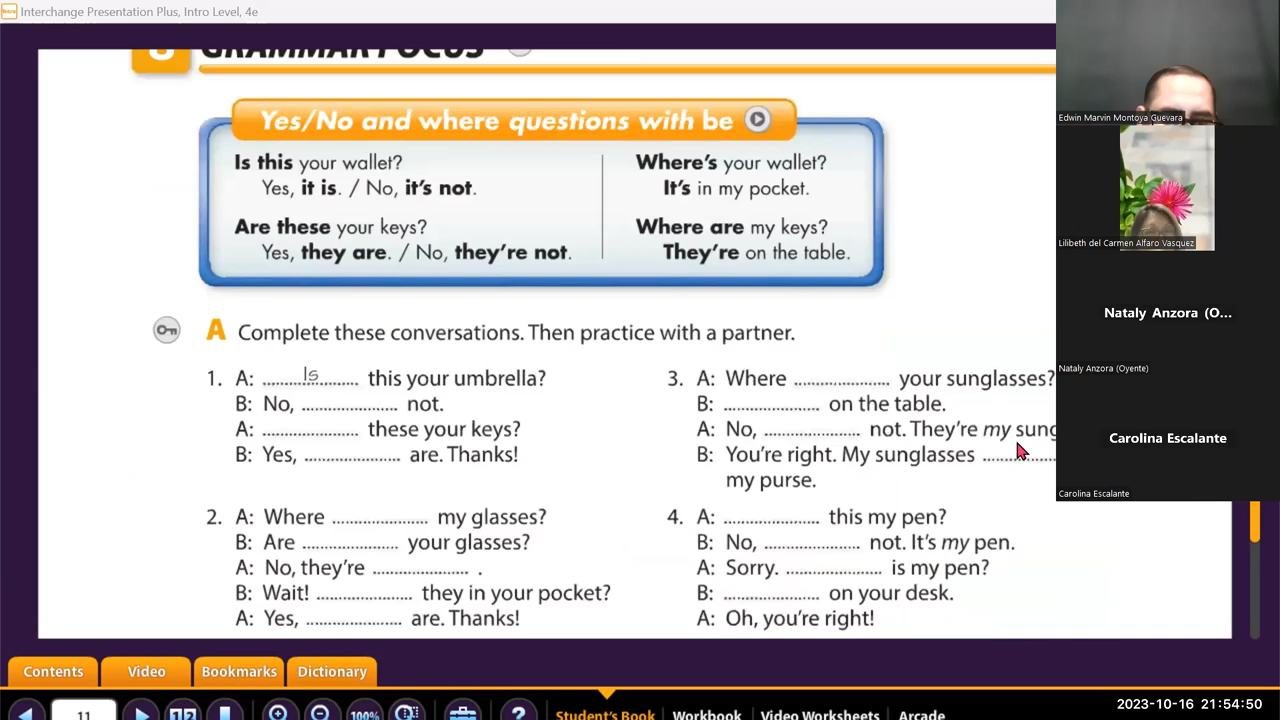 Interchange Presentation Plus, Intro Level, 4e
GRAMMAR FOCUS
Yes/No and where questions with be
Is this your wallet?
Yes, it is. / No, it's not.
Are these your keys?
Yes, they are. / No, they're not.
Where's your wallet?
It's in my pocket.
Where are my keys?
They're on the table.
A Complete these conversations. Then practice with a partner.
1. A: Is this your umbrella?
B: No, .................... not.
A: .................... these your keys?
B: Yes, .................... are. Thanks!
2. A: Where .................... my glasses?
B: Are .................... your glasses?
A: No, they're .................... .
B: Wait! .................... they in your pocket?
A: Yes, .................... are. Thanks!
3. A: Where .................... your sunglasses?
B: .................... on the table.
A: No, .................... not. They're my sung
B: You're right. My sunglasses ....................
my purse.
4. A: .................... this my pen?
B: No, .................... not. It's my pen.
A: Sorry. .................... is my pen?
B: .................... on your desk.
A: Oh, you're right!
Edwin Marvin Montoya Guevara
Lilibeth del Carmen Alfaro Vasquez
Nataly Anzora (O...
Nataly Anzora (Oyente)
Carolina Escalante
Carolina Escalante
Contents Video Bookmarks Dictionary
11 1 2 100% ? Student's Book Workbook Video Worksheets Arcade
2023-10-16 21:54:50